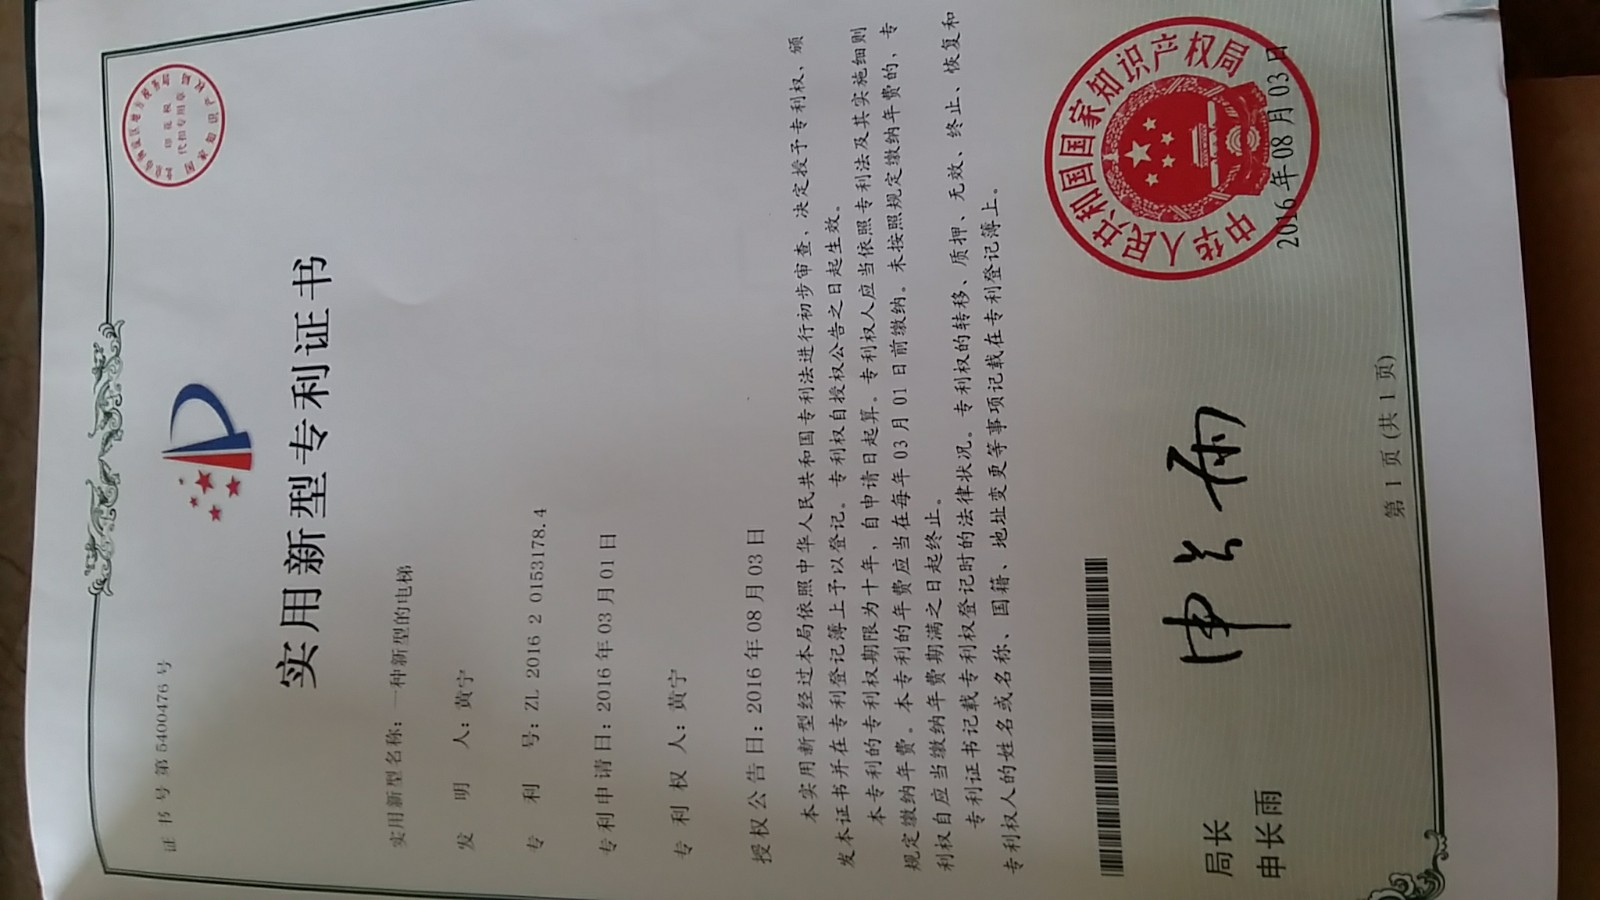 证书号第5400476号
实用新型专利证书
实用新型名称：一种新型的电梯
发明人：黄宁
专利号：ZL 2016 2 0153178.4
专利申请日：2016年03月01日
专利权人：黄宁
授权公告日：2016年08月03日
本实用新型经过本局依照中华人民共和国专利法进行初步审查，决定授予专利权，颁
发本证书并在专利登记簿上予以登记。专利权自授权公告之日起生效。
本专利的专利权期限为十年，自申请日起算。专利权人应当依照专利法及其实施细则
规定缴纳年费。本专利的年费应当在每年03月01日前缴纳。未按照规定缴纳年费的，专
利权自应当缴纳年费期满之日起终止。
专利证书记载专利权登记时的法律状况。专利权的转移、质押、无效、终止、恢复和
专利权人的姓名或名称、国籍、地址变更等事项记载在专利登记簿上。
局长
申长雨
申长雨
中华人民共和国国家知识产权局
2016年08月03日
第1页(共1页)
印花税
代扣专用章
国家知识产权局